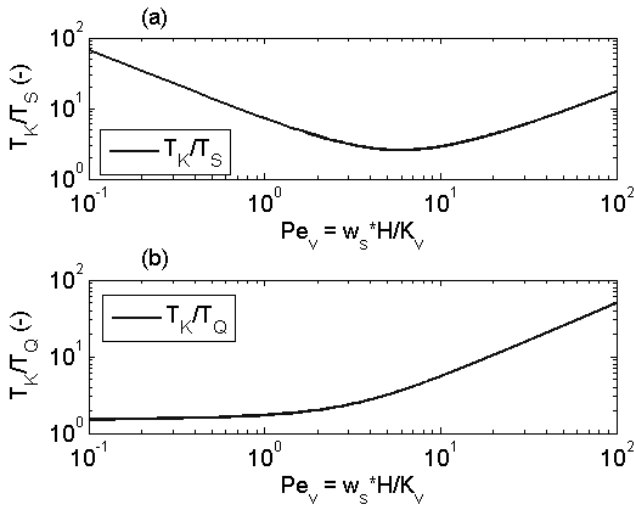 (a)
10^2
10^1
10^0
T_K/T_S (-)
T_K/T_S
10^-1 10^0 10^1 10^2
Pe_v = w_s*H/K_v
(b)
10^2
10^1
10^0
T_K/T_Q (-)
T_K/T_Q
10^-1 10^0 10^1 10^2
Pe_v = w_s*H/K_v